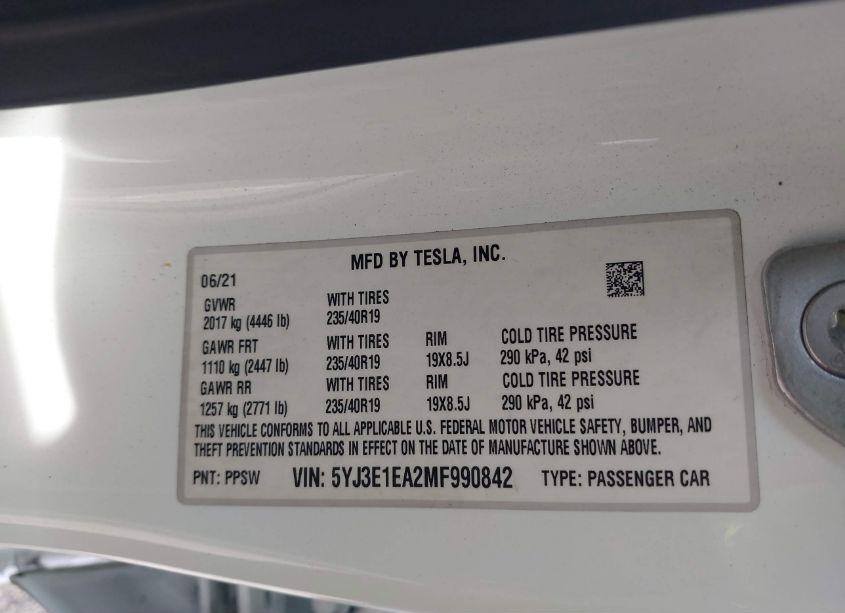 MFD BY TESLA, INC.
06/21
GVWR WITH TIRES
2017 kg (4446 lb) 235/40R19
GAWR FRT WITH TIRES RIM COLD TIRE PRESSURE
1110 kg (2447 lb) 235/40R19 19X8.5J 290 kPa, 42 psi
GAWR RR WITH TIRES RIM COLD TIRE PRESSURE
1257 kg (2771 lb) 235/40R19 19X8.5J 290 kPa, 42 psi
THIS VEHICLE CONFORMS TO ALL APPLICABLE U.S. FEDERAL MOTOR VEHICLE SAFETY, BUMPER, AND
THEFT PREVENTION STANDARDS IN EFFECT ON THE DATE OF MANUFACTURE SHOWN ABOVE.
PNT: PPSW VIN: 5YJ3E1EA2MF990842 TYPE: PASSENGER CAR